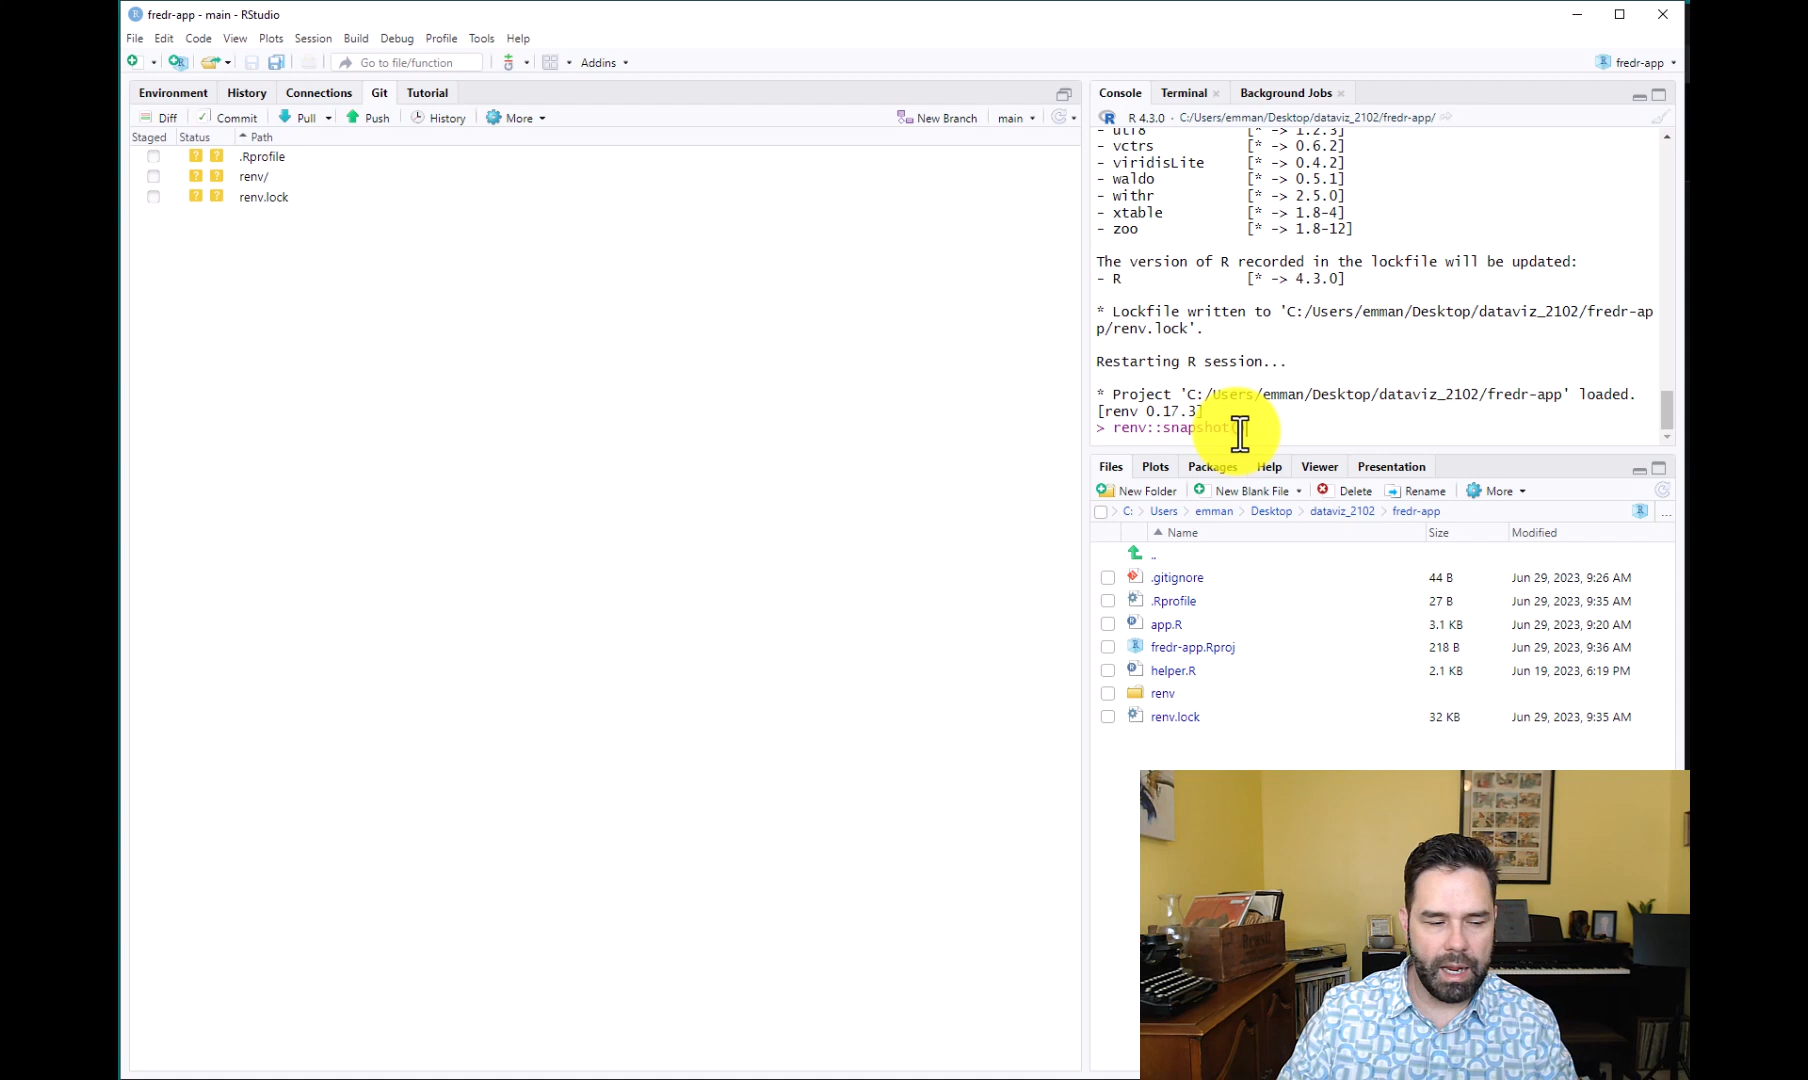 fredr-app - main - RStudio
File Edit Code View Plots Session Build Debug Profile Tools Help
Go to file/function Addins fredr-app
Environment History Connections Git Tutorial
Diff Commit Pull Push History More New Branch main
Staged Status Path
? ? .Rprofile
? ? renv/
? ? renv.lock
Console Terminal Background Jobs
R 4.3.0 · C:/Users/emman/Desktop/dataviz_2102/fredr-app/
- utf8 [* -> 1.2.3]
- vctrs [* -> 0.6.2]
- viridisLite [* -> 0.4.2]
- waldo [* -> 0.5.1]
- withr [* -> 2.5.0]
- xtable [* -> 1.8-4]
- zoo [* -> 1.8-12]
The version of R recorded in the lockfile will be updated:
- R [* -> 4.3.0]
* Lockfile written to 'C:/Users/emman/Desktop/dataviz_2102/fredr-ap
p/renv.lock'.
Restarting R session...
* Project 'C:/Users/emman/Desktop/dataviz_2102/fredr-app' loaded.
[renv 0.17.3]
> renv::snapshot(
Files Plots Packages Help Viewer Presentation
New Folder New Blank File Delete Rename More
C: Users emman Desktop dataviz_2102 fredr-app ...
Name Size Modified
..
.gitignore 44 B Jun 29, 2023, 9:26 AM
.Rprofile 27 B Jun 29, 2023, 9:35 AM
app.R 3.1 KB Jun 29, 2023, 9:20 AM
fredr-app.Rproj 218 B Jun 29, 2023, 9:36 AM
helper.R 2.1 KB Jun 19, 2023, 6:19 PM
renv
renv.lock 32 KB Jun 29, 2023, 9:35 AM